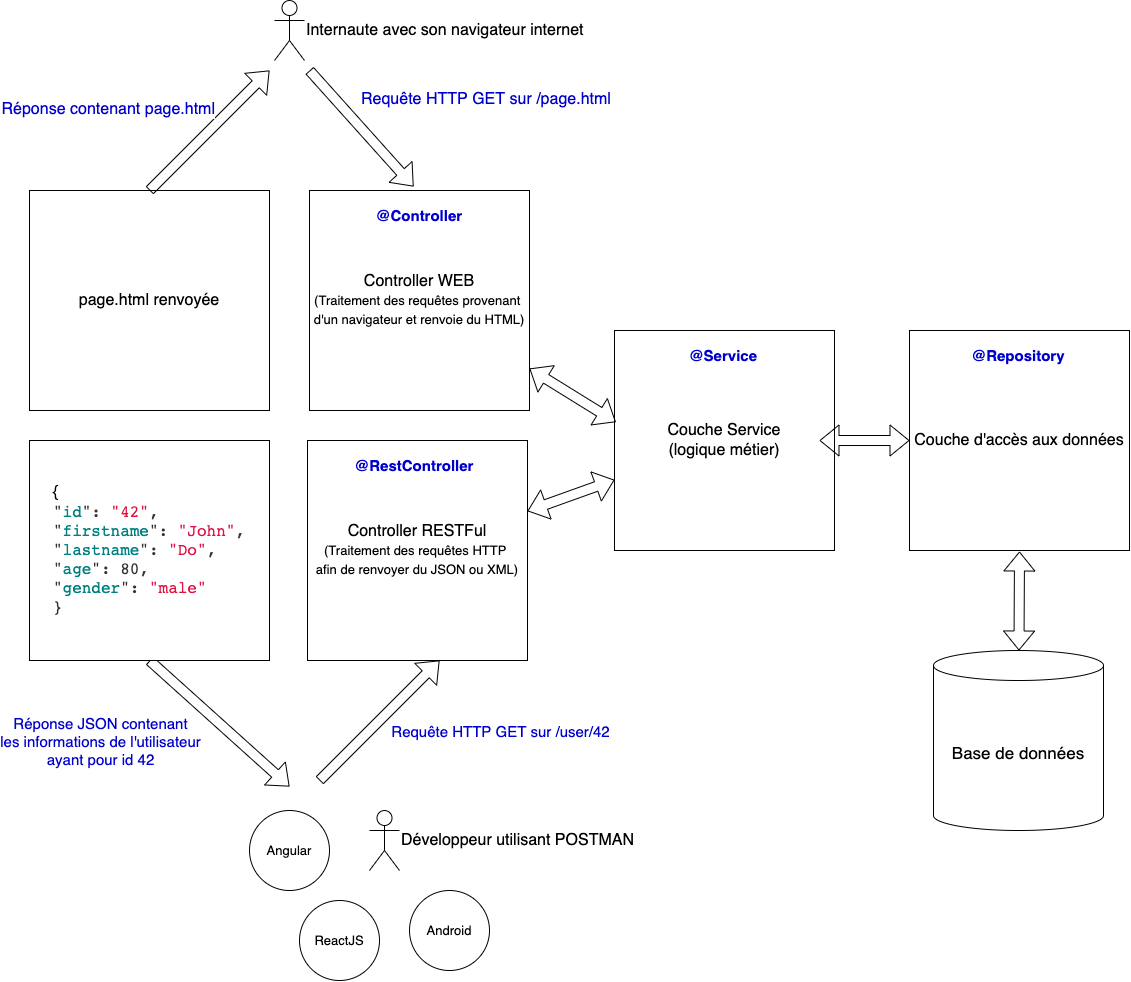 Internaute avec son navigateur internet
Réponse contenant page.html
Requête HTTP GET sur /page.html
page.html renvoyée
@Controller
Controller WEB
(Traitement des requêtes provenant
d'un navigateur et renvoie du HTML)
@Service
Couche Service
(logique métier)
@Repository
Couche d'accès aux données
{
"id": "42",
"firstname": "John",
"lastname": "Do",
"age": 80,
"gender": "male"
}
@RestController
Controller RESTFul
(Traitement des requêtes HTTP
afin de renvoyer du JSON ou XML)
Réponse JSON contenant
les informations de l'utilisateur
ayant pour id 42
Requête HTTP GET sur /user/42
Base de données
Angular
Développeur utilisant POSTMAN
ReactJS
Android